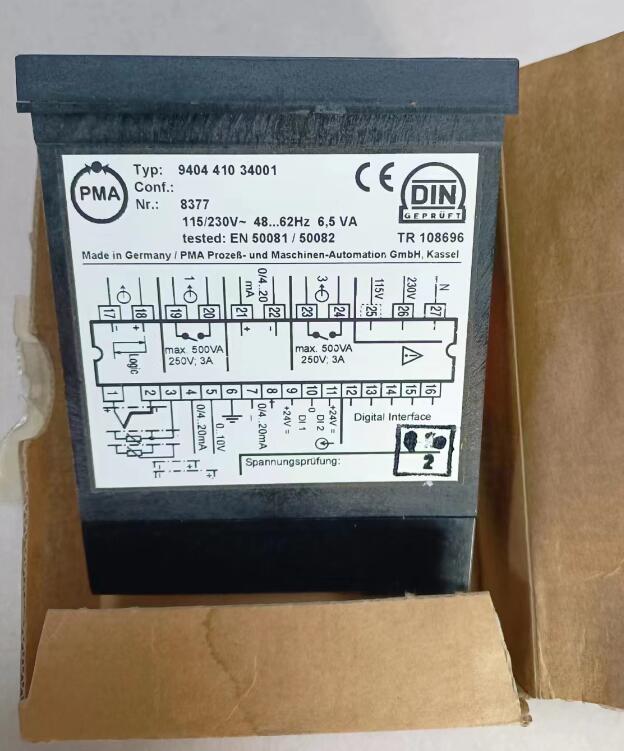 PMA
Typ: 9404 410 34001
Conf.:
Nr.: 8377
115/230V~ 48...62Hz 6,5 VA
tested: EN 50081 / 50082
CE
DIN
GEPRÜFT
TR 108696
Made in Germany / PMA Prozeß- und Maschinen-Automation GmbH, Kassel
1 0/4..20 mA 3 115V 230V N
17 18 19 20 21 22 23 24 25 26 27
- + + -
Logic
max. 500VA
250V; 3A
max. 500VA
250V; 3A
1 2 3 4 5 6 7 8 9 10 11 12 13 14 15 16
0/4..20mA
0..10V
- +
0/4..20mA
+24V =
DI 1
-0
DI 2
+24V =
Digital Interface
Spannungsprüfung:
2